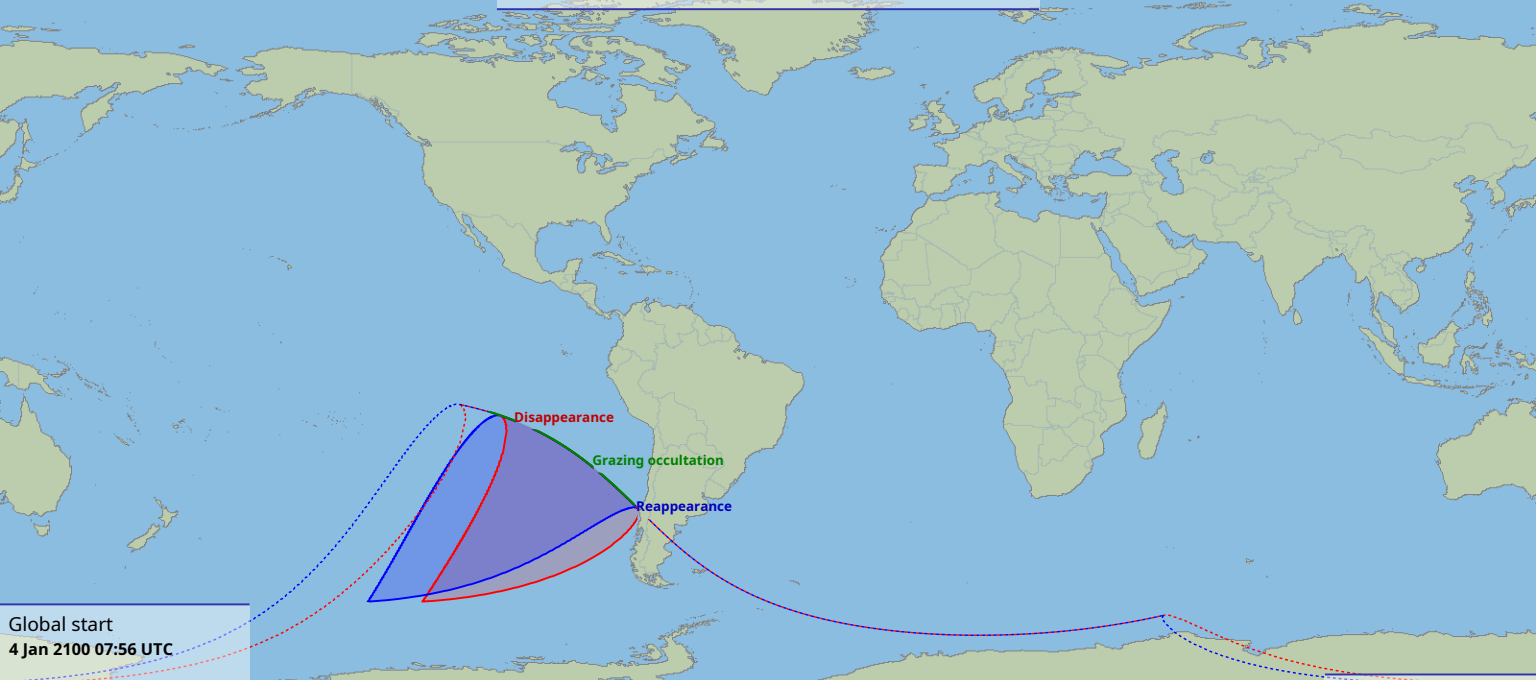 Disappearance
Grazing occultation
Reappearance
Global start
4 Jan 2100 07:56 UTC